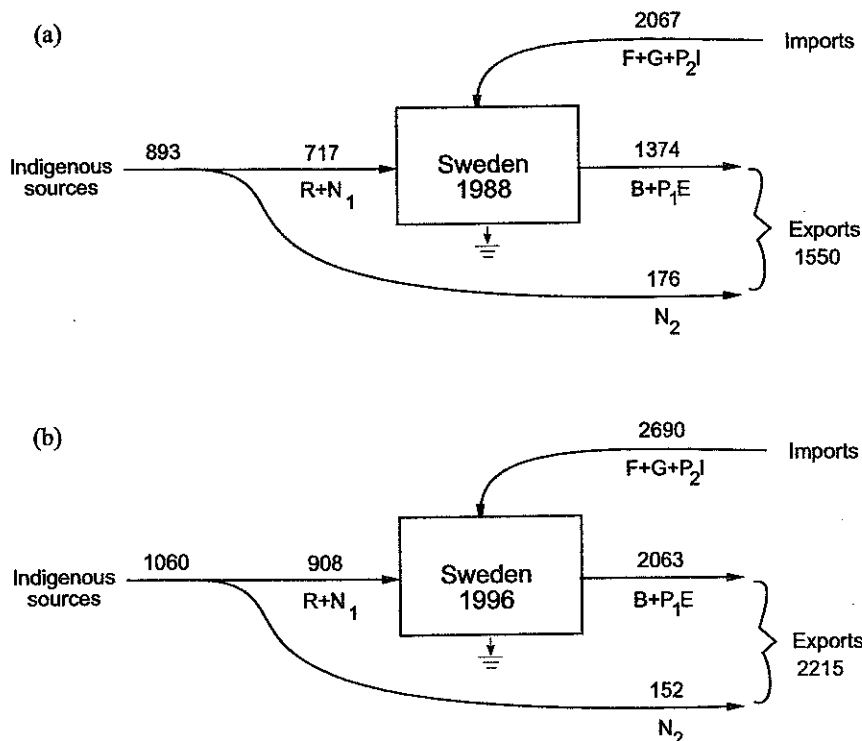 (a)
2067
Imports
F+G+P2I
893
717
1374
Indigenous
sources
Sweden
1988
R+N1
B+P1E
Exports
1550
176
N2
(b)
2690
Imports
F+G+P2I
1060
908
2063
Indigenous
sources
Sweden
1996
R+N1
B+P1E
Exports
2215
152
N2